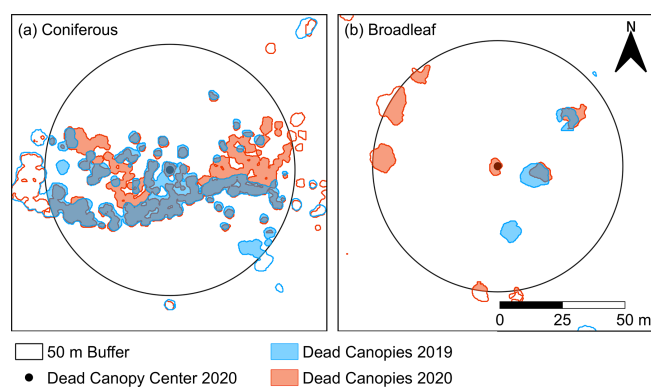 (a) Coniferous
(b) Broadleaf
N
0 25 50 m
50 m Buffer
Dead Canopies 2019
Dead Canopy Center 2020
Dead Canopies 2020